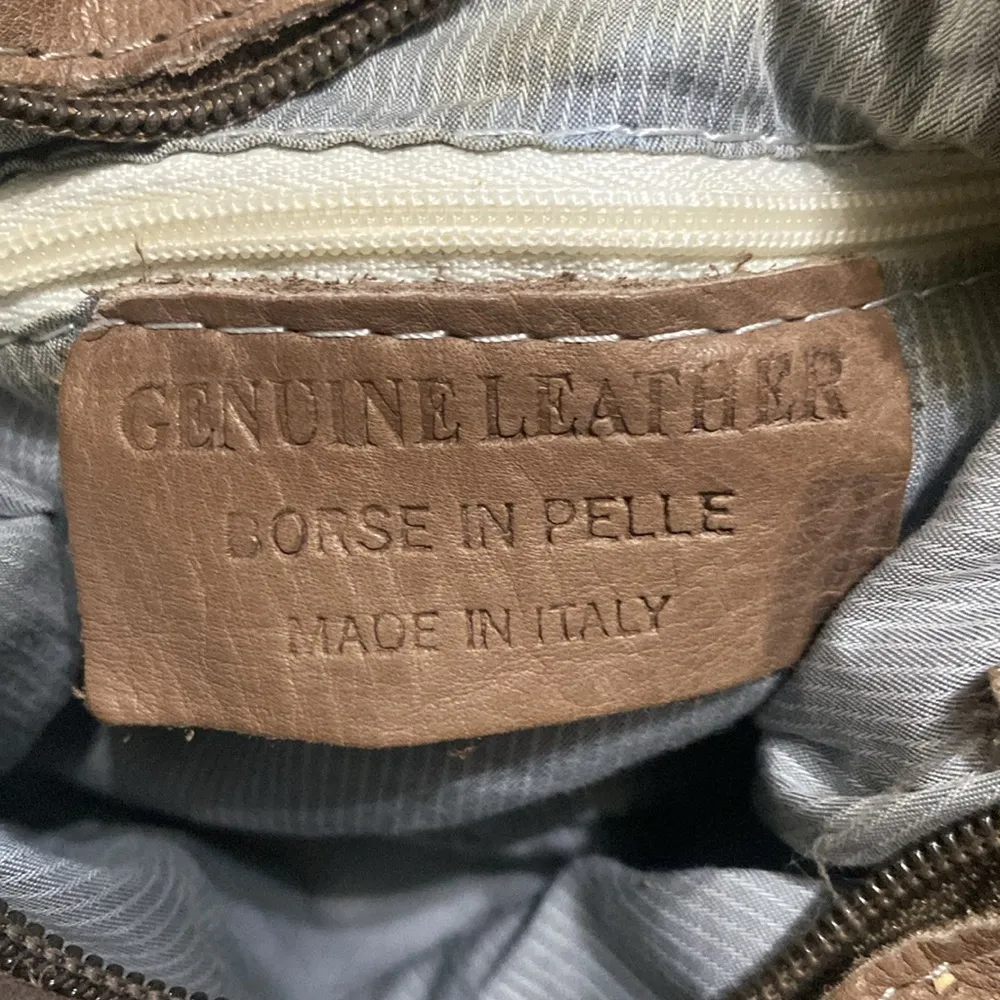 GENUINE LEATHER
BORSE IN PELLE
MADE IN ITALY